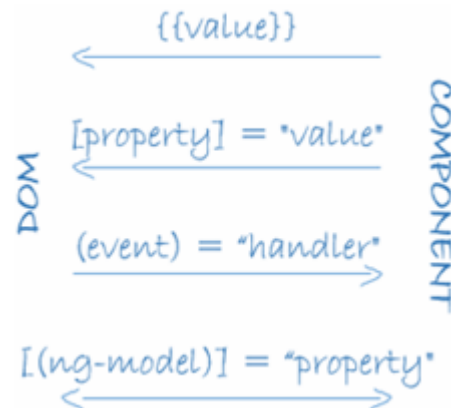 {{value}}
[property] = "value"
DOM
COMPONENT
(event) = "handler"
[(ng-model)] = "property"